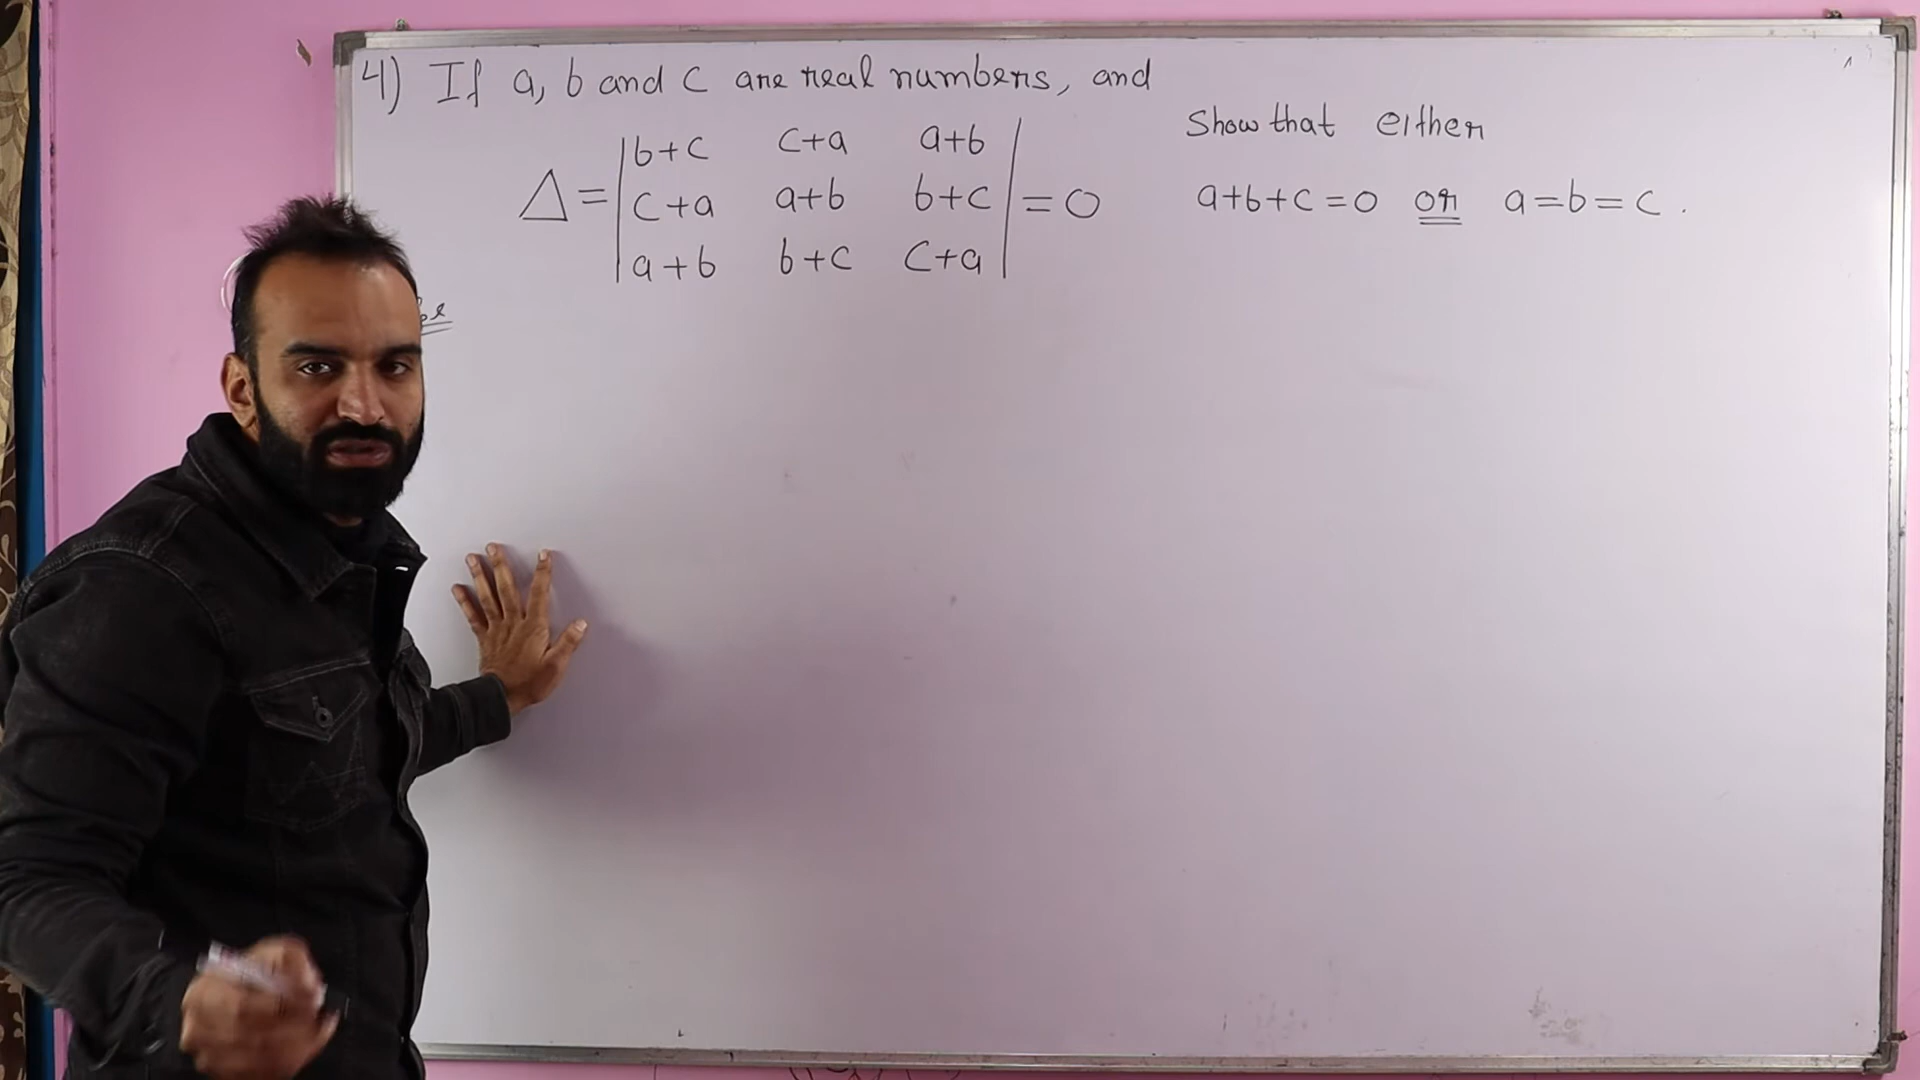 4) If a, b and c are real numbers, and
Δ = | b+c c+a a+b |
| c+a a+b b+c | = 0
| a+b b+c c+a |
Show that either
a+b+c = 0 or a = b = c .